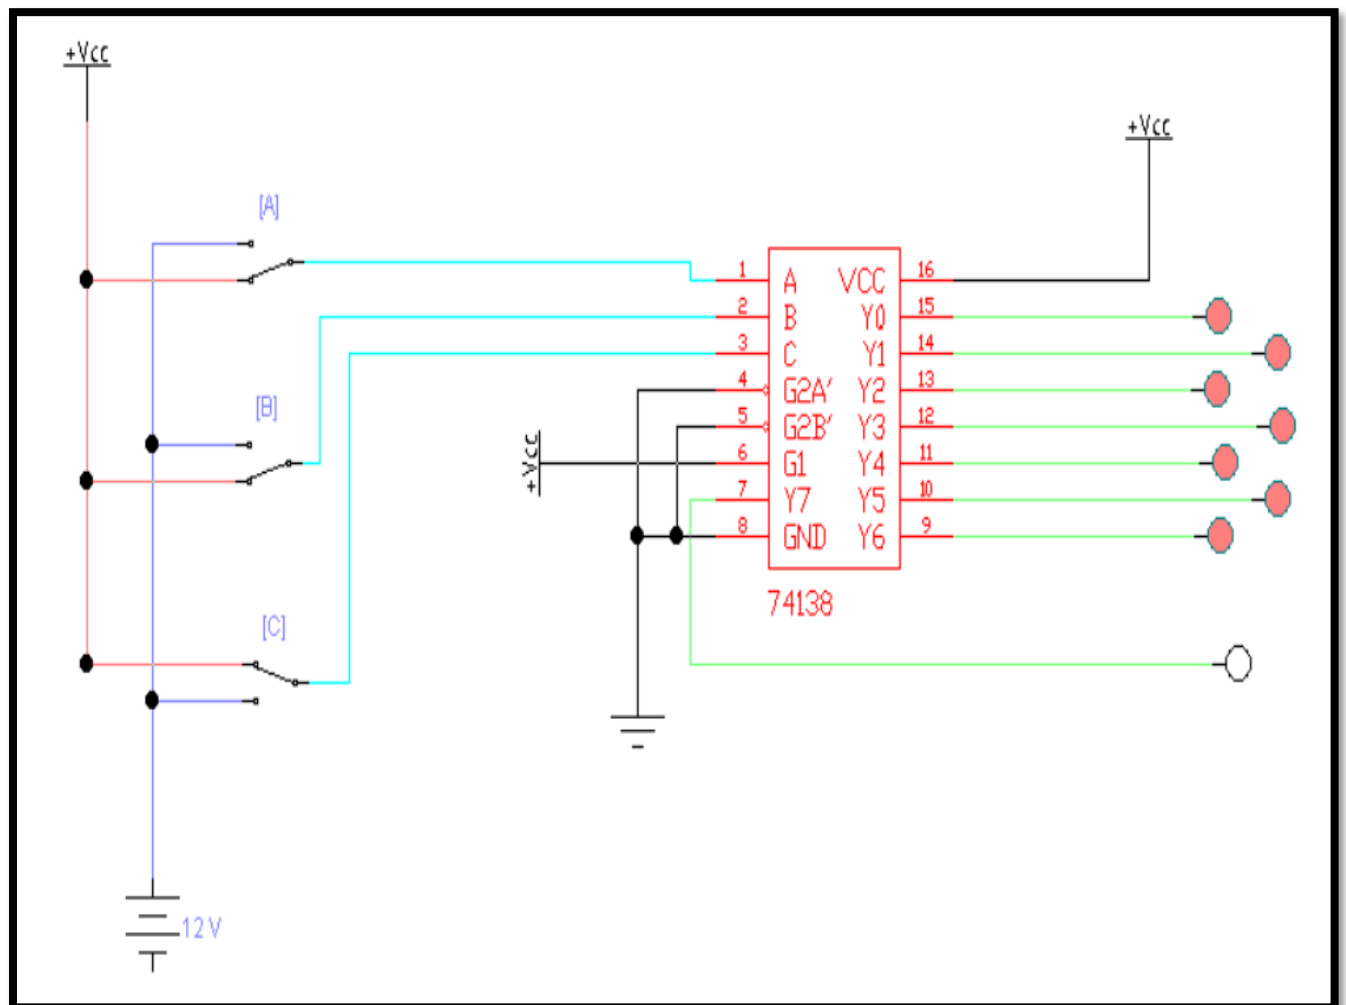 +Vcc
+Vcc
[A]
1 A VCC 16
2 B Y0 15
3 C Y1 14
4 G2A' Y2 13
[B]
5 G2B' Y3 12
+Vcc
6 G1 Y4 11
7 Y7 Y5 10
8 GND Y6 9
74138
[C]
12V